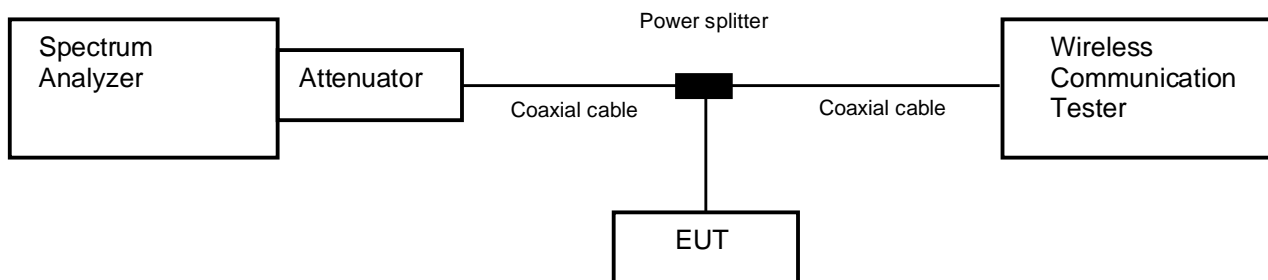 Power splitter
Spectrum
Analyzer
Attenuator
Coaxial cable
Coaxial cable
Wireless
Communication
Tester
EUT